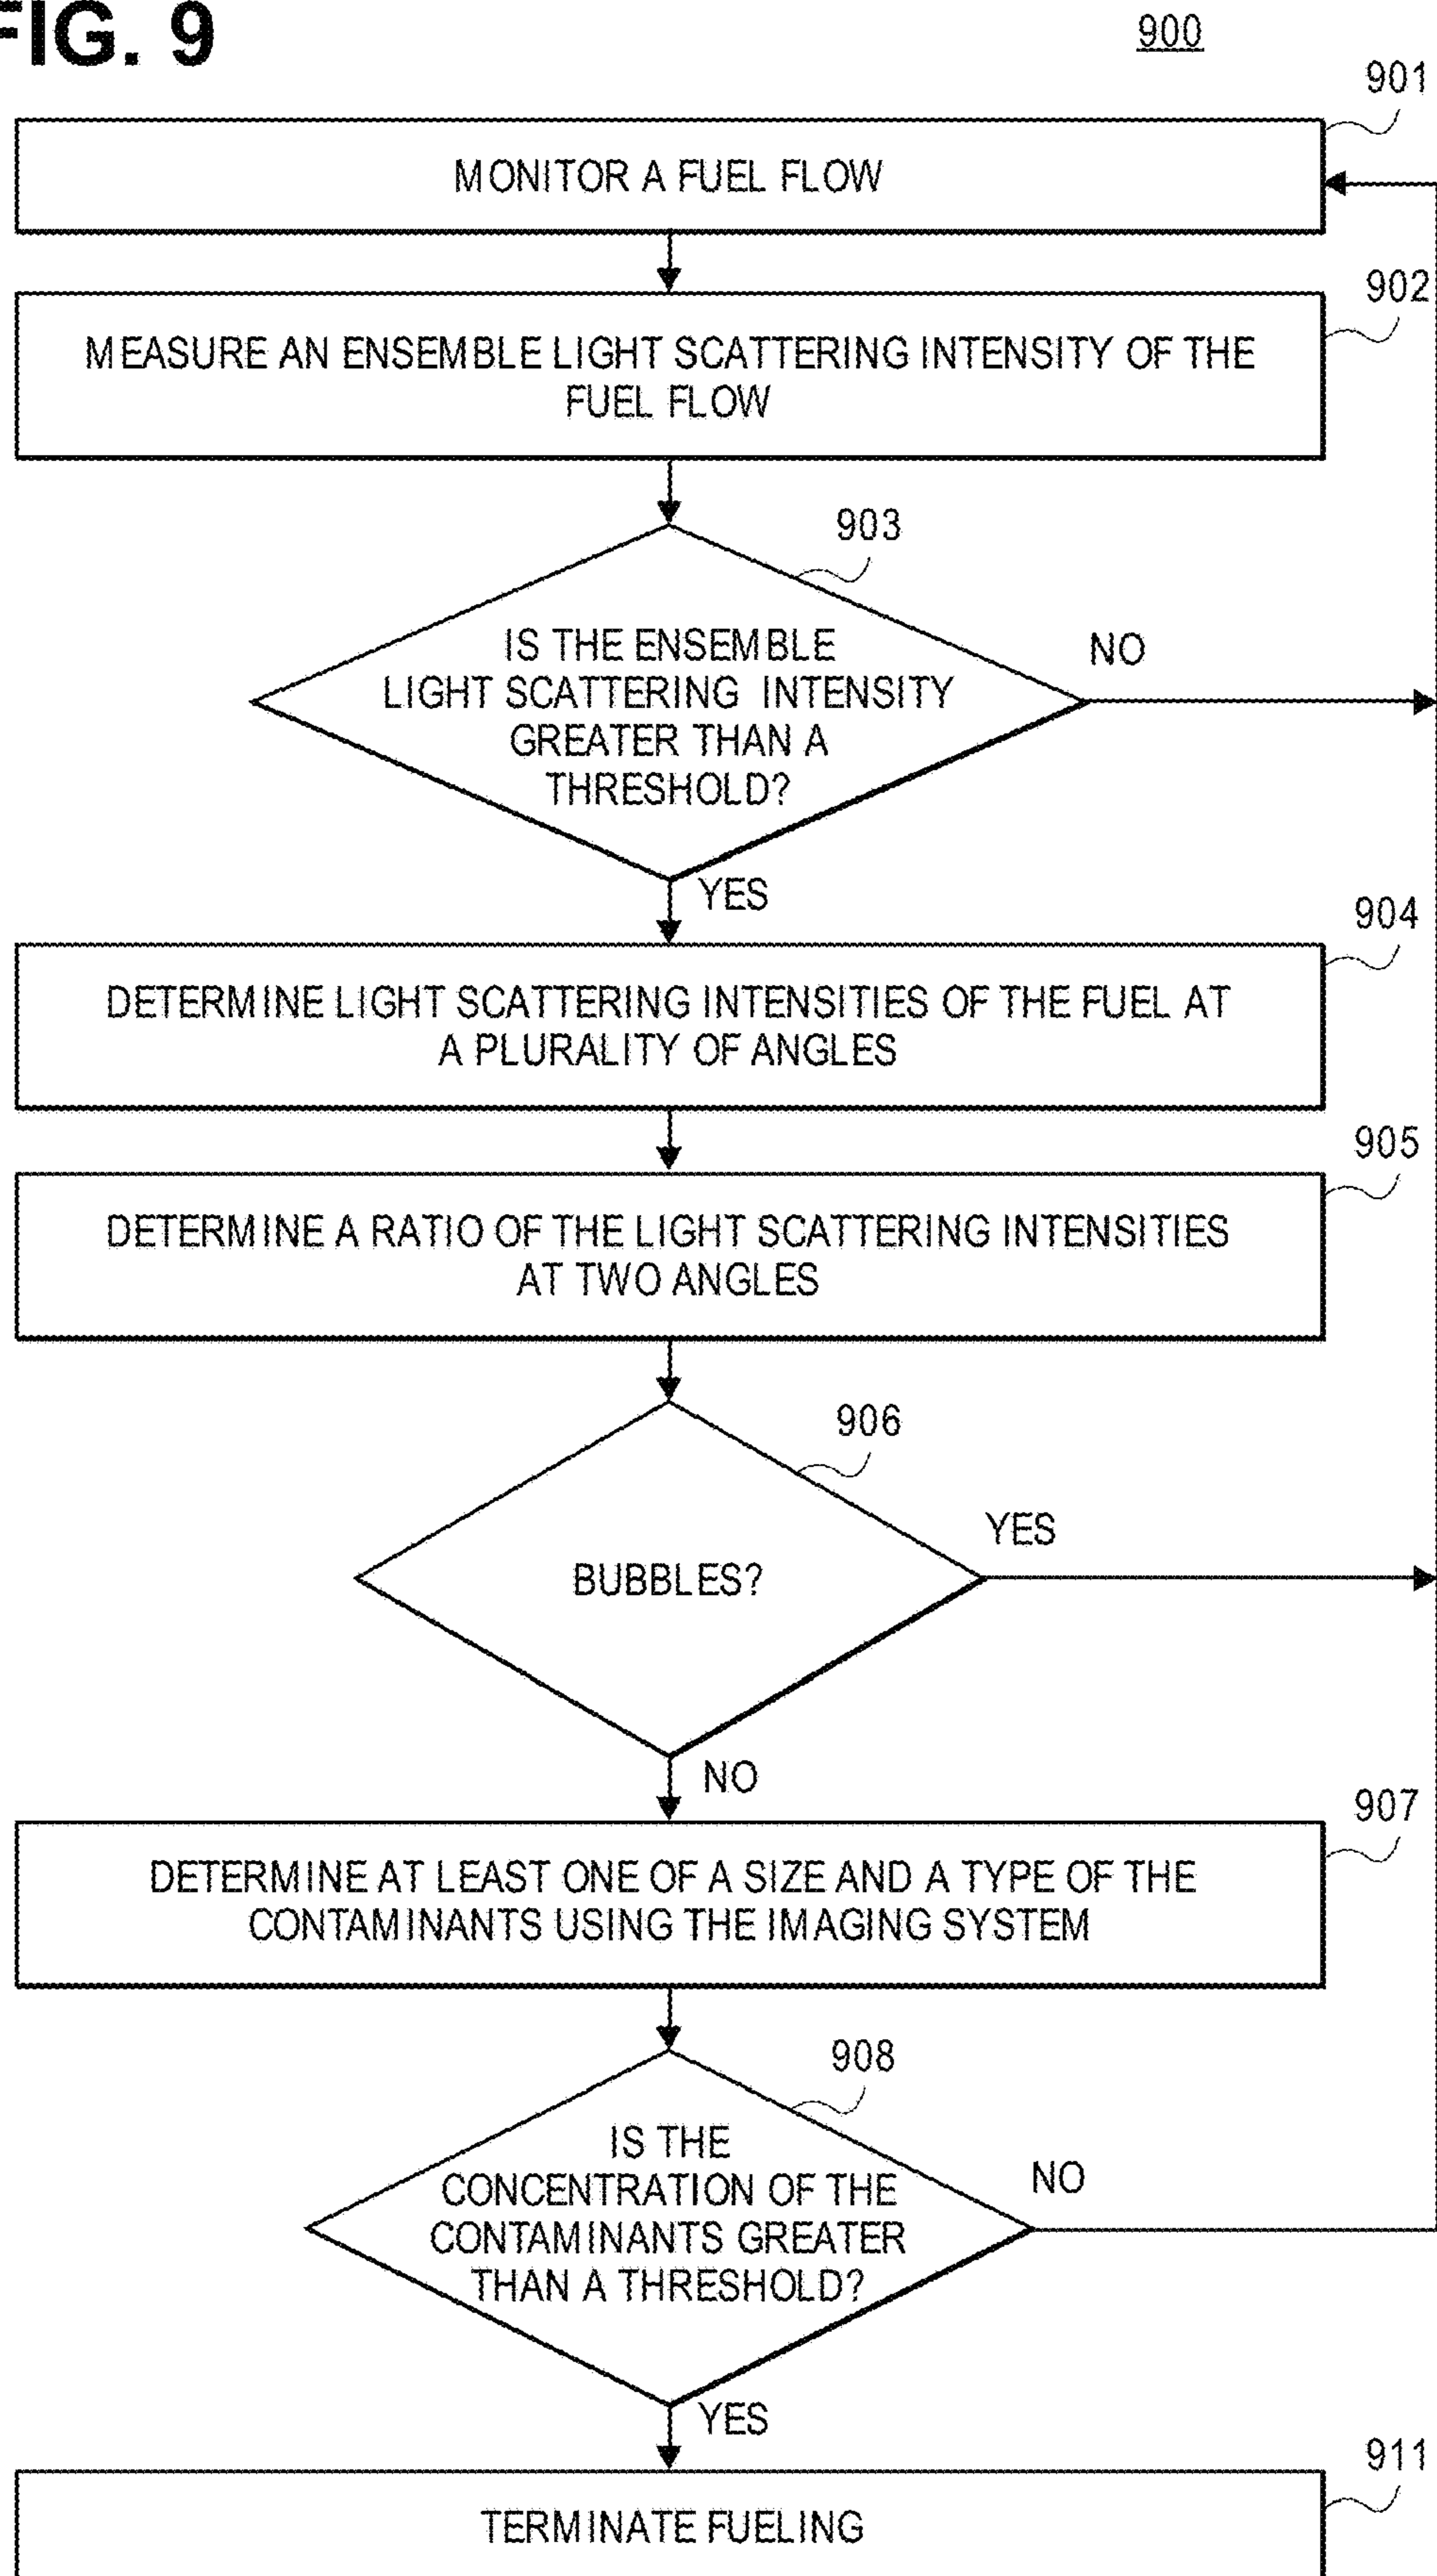 FIG. 9
900
901
MONITOR A FUEL FLOW
902
MEASURE AN ENSEMBLE LIGHT SCATTERING INTENSITY OF THE
FUEL FLOW
903
IS THE ENSEMBLE
LIGHT SCATTERING INTENSITY
GREATER THAN A
THRESHOLD?
NO
YES
904
DETERMINE LIGHT SCATTERING INTENSITIES OF THE FUEL AT
A PLURALITY OF ANGLES
905
DETERMINE A RATIO OF THE LIGHT SCATTERING INTENSITIES
AT TWO ANGLES
906
BUBBLES?
YES
NO
907
DETERMINE AT LEAST ONE OF A SIZE AND A TYPE OF THE
CONTAMINANTS USING THE IMAGING SYSTEM
908
IS THE
CONCENTRATION OF THE
CONTAMINANTS GREATER
THAN A THRESHOLD?
NO
YES
911
TERMINATE FUELING